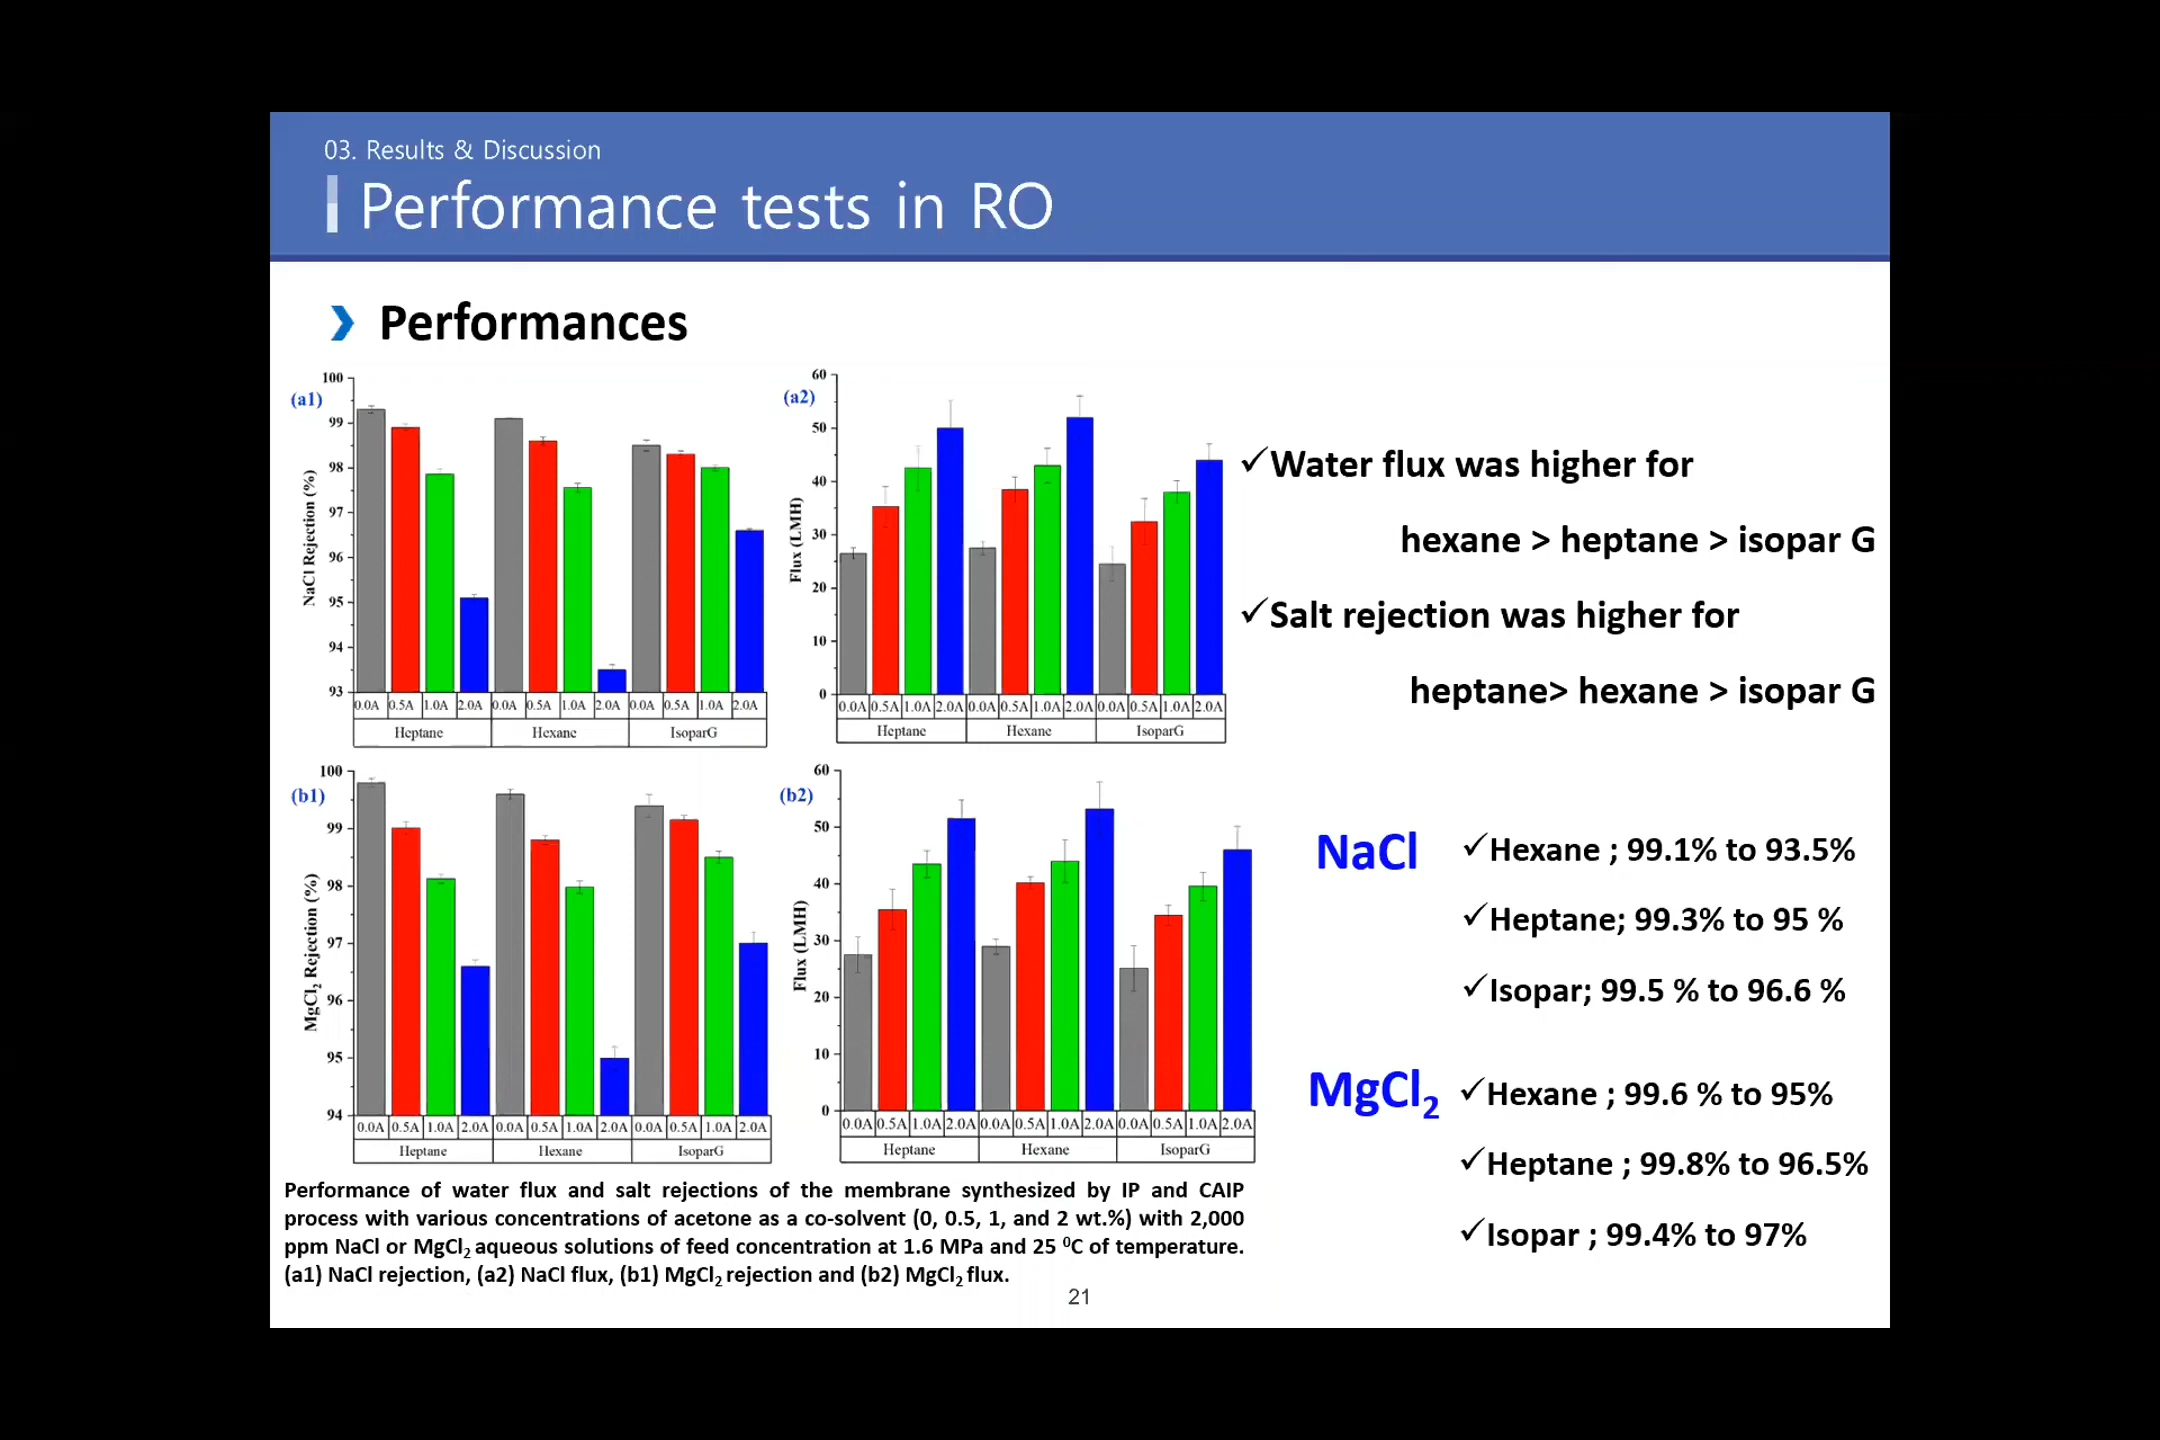 03. Results & Discussion
Performance tests in RO
Performances
(a1)
NaCl Rejection (%)
100
99
98
97
96
95
94
93
0.0A 0.5A 1.0A 2.0A 0.0A 0.5A 1.0A 2.0A 0.0A 0.5A 1.0A 2.0A
Heptane Hexane IsoparG
(a2)
Flux (LMH)
60
50
40
30
20
10
0
0.0A 0.5A 1.0A 2.0A 0.0A 0.5A 1.0A 2.0A 0.0A 0.5A 1.0A 2.0A
Heptane Hexane IsoparG
(b1)
MgCl₂ Rejection (%)
100
99
98
97
96
95
94
0.0A 0.5A 1.0A 2.0A 0.0A 0.5A 1.0A 2.0A 0.0A 0.5A 1.0A 2.0A
Heptane Hexane IsoparG
(b2)
Flux (LMH)
60
50
40
30
20
10
0
0.0A 0.5A 1.0A 2.0A 0.0A 0.5A 1.0A 2.0A 0.0A 0.5A 1.0A 2.0A
Heptane Hexane IsoparG
Performance of water flux and salt rejections of the membrane synthesized by IP and CAIP
process with various concentrations of acetone as a co-solvent (0, 0.5, 1, and 2 wt.%) with 2,000
ppm NaCl or MgCl₂ aqueous solutions of feed concentration at 1.6 MPa and 25 ⁰C of temperature.
(a1) NaCl rejection, (a2) NaCl flux, (b1) MgCl₂ rejection and (b2) MgCl₂ flux.
✓Water flux was higher for
hexane > heptane > isopar G
✓Salt rejection was higher for
heptane> hexane > isopar G
NaCl
✓Hexane ; 99.1% to 93.5%
✓Heptane; 99.3% to 95 %
✓Isopar; 99.5 % to 96.6 %
MgCl₂
✓Hexane ; 99.6 % to 95%
✓Heptane ; 99.8% to 96.5%
✓Isopar ; 99.4% to 97%
21